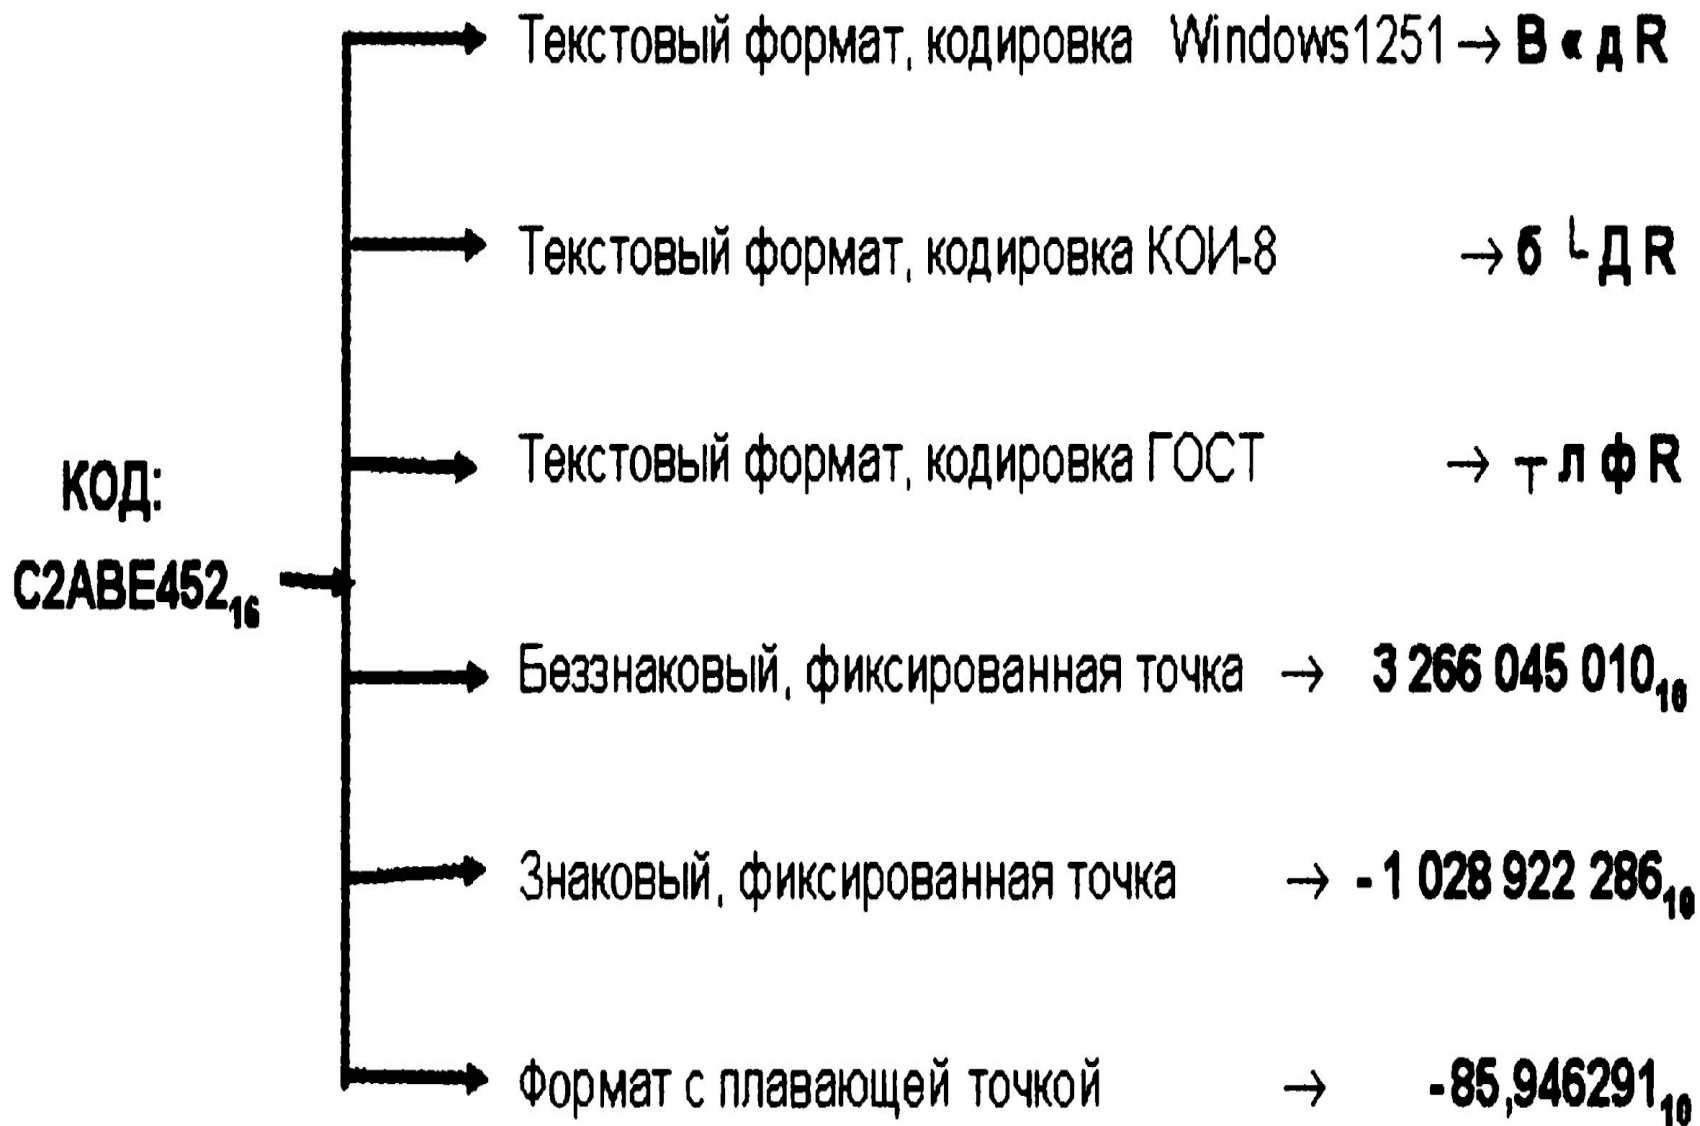 Текстовый формат, кодировка Windows1251 → В « д R
Текстовый формат, кодировка КОИ-8 → б └ Д R
Текстовый формат, кодировка ГОСТ → ┬ л ф R
КОД:
C2ABE452₁₆
Беззнаковый, фиксированная точка → 3 266 045 010₁₀
Знаковый, фиксированная точка → - 1 028 922 286₁₀
Формат с плавающей точкой → -85,946291₁₀